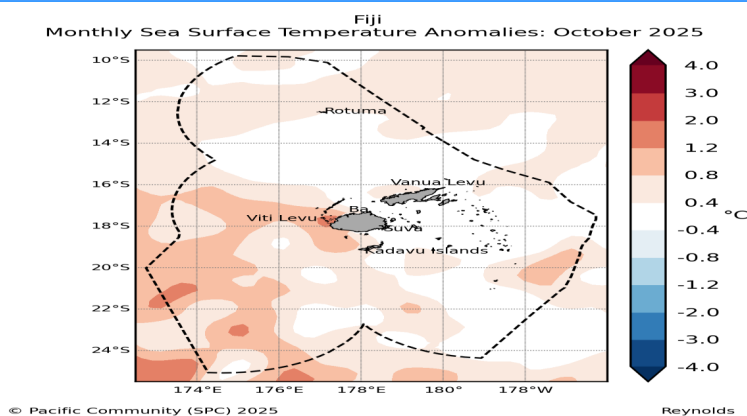 Fiji
Monthly Sea Surface Temperature Anomalies: October 2025
10°S
12°S
14°S
16°S
18°S
20°S
22°S
24°S
Rotuma
Vanua Levu
Ba
Viti Levu
Suva
Kadavu Islands
174°E
176°E
178°E
180°
178°W
4.0
3.0
2.0
1.2
0.8
0.4
-0.4
-0.8
-1.2
-2.0
-3.0
-4.0
°C
© Pacific Community (SPC) 2025
Reynolds